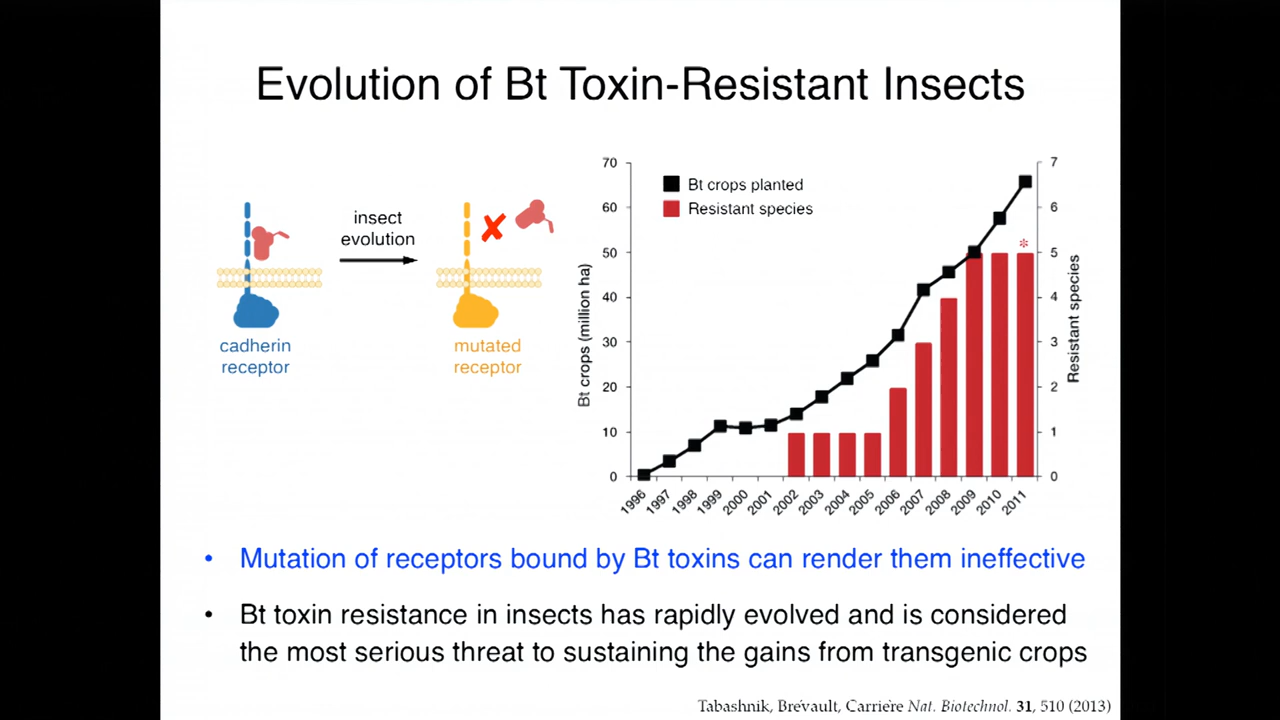 Evolution of Bt Toxin-Resistant Insects
insect
evolution
cadherin
receptor
mutated
receptor
Bt crops planted
Resistant species
Bt crops (million ha)
70
60
50
40
30
20
10
0
Resistant species
7
6
5
4
3
2
1
0
*
1996
1997
1998
1999
2000
2001
2002
2003
2004
2005
2006
2007
2008
2009
2010
2011
• Mutation of receptors bound by Bt toxins can render them ineffective
• Bt toxin resistance in insects has rapidly evolved and is considered
the most serious threat to sustaining the gains from transgenic crops
Tabashnik, Brévault, Carrière Nat. Biotechnol. 31, 510 (2013)